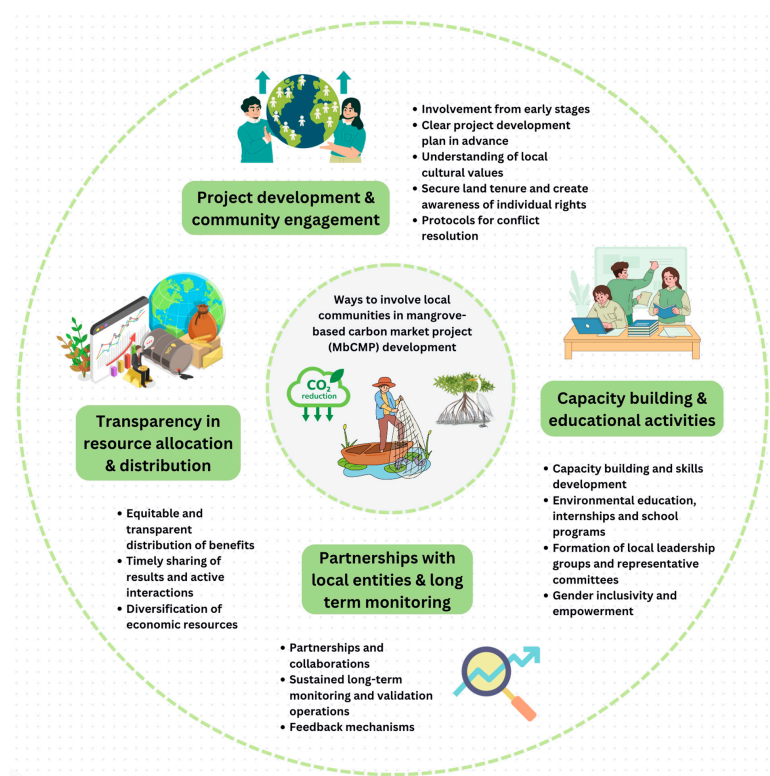 • Involvement from early stages
• Clear project development
plan in advance
• Understanding of local
cultural values
• Secure land tenure and create
awareness of individual rights
• Protocols for conflict
resolution
Project development &
community engagement
Ways to involve local
communities in mangrove-
based carbon market project
(MbCMP) development
CO2
reduction
Capacity building &
educational activities
• Capacity building and skills
development
• Environmental education,
internships and school
programs
• Formation of local leadership
groups and representative
committees
• Gender inclusivity and
empowerment
Partnerships with
local entities & long
term monitoring
• Partnerships and
collaborations
• Sustained long-term
monitoring and validation
operations
• Feedback mechanisms
Transparency in
resource allocation
& distribution
• Equitable and
transparent
distribution of benefits
• Timely sharing of
results and active
interactions
• Diversification of
economic resources